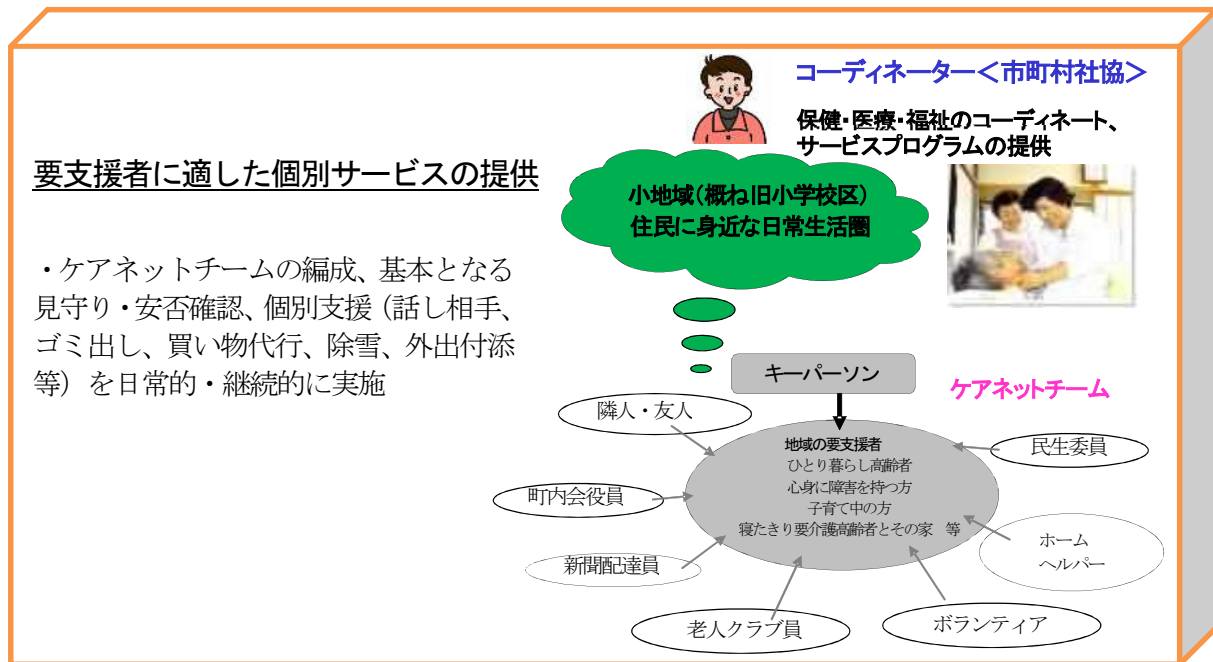 コーディネーター<市町村社協>
保健・医療・福祉のコーディネート、
サービスプログラムの提供
要支援者に適した個別サービスの提供
小地域(概ね旧小学校区)
住民に身近な日常生活圏
・ケアネットチームの編成、基本となる
見守り・安否確認、個別支援（話し相手、
ゴミ出し、買い物代行、除雪、外出付添
等）を日常的・継続的に実施
キーパーソン
ケアネットチーム
隣人・友人
地域の要支援者
ひとり暮らし高齢者
心身に障害を持つ方
子育て中の方
寝たきり要介護高齢者とその家　等
民生委員
町内会役員
新聞配達員
ホーム
ヘルパー
老人クラブ員
ボランティア